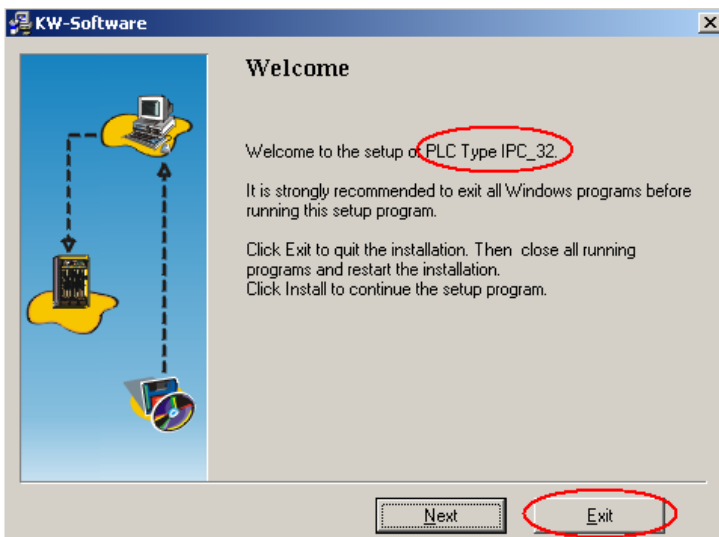 KW-Software
Welcome
Welcome to the setup of PLC Type IPC_32.
It is strongly recommended to exit all Windows programs before
running this setup program.
Click Exit to quit the installation. Then close all running
programs and restart the installation.
Click Install to continue the setup program.
Next
Exit